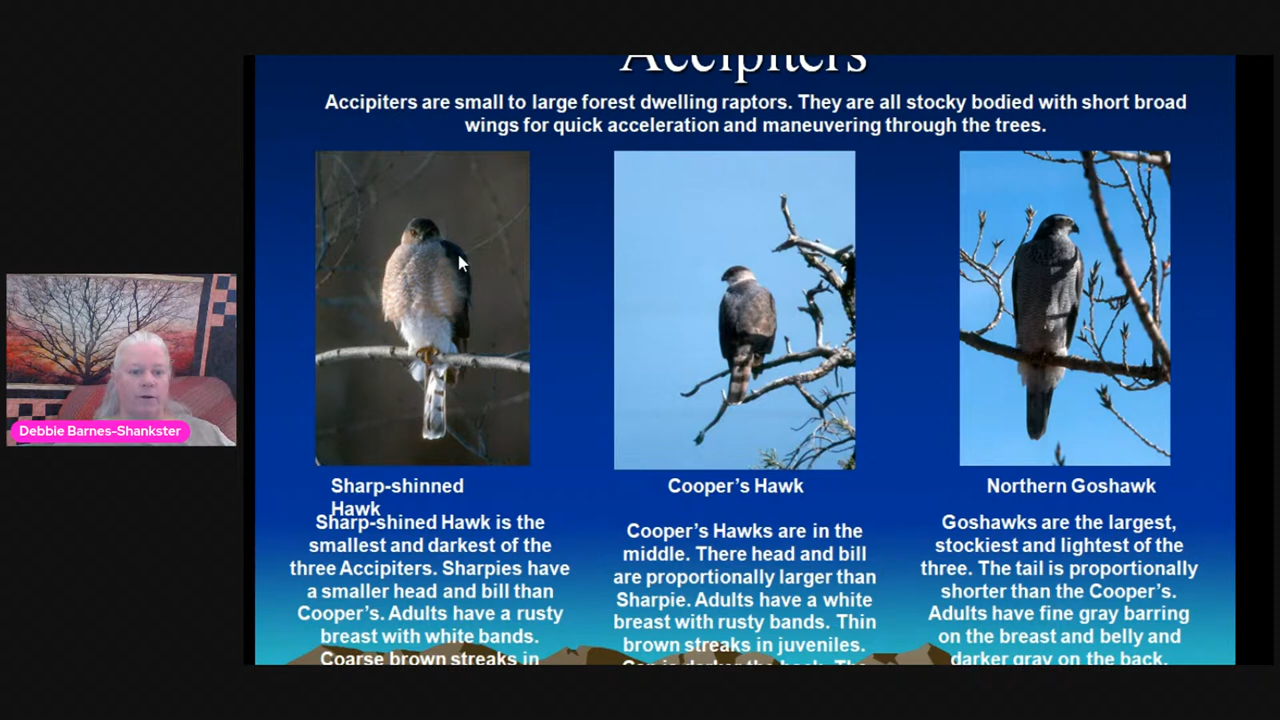 Accipiters
Accipiters are small to large forest dwelling raptors. They are all stocky bodied with short broad
wings for quick acceleration and maneuvering through the trees.
Sharp-shinned
Hawk
Sharp-shined Hawk is the
smallest and darkest of the
three Accipiters. Sharpies have
a smaller head and bill than
Cooper's. Adults have a rusty
breast with white bands.
Coarse brown streaks in
Cooper's Hawk
Cooper's Hawks are in the
middle. There head and bill
are proportionally larger than
Sharpie. Adults have a white
breast with rusty bands. Thin
brown streaks in juveniles.
Cap is darker the back. The
Northern Goshawk
Goshawks are the largest,
stockiest and lightest of the
three. The tail is proportionally
shorter than the Cooper's.
Adults have fine gray barring
on the breast and belly and
darker gray on the back.
Debbie Barnes-Shankster